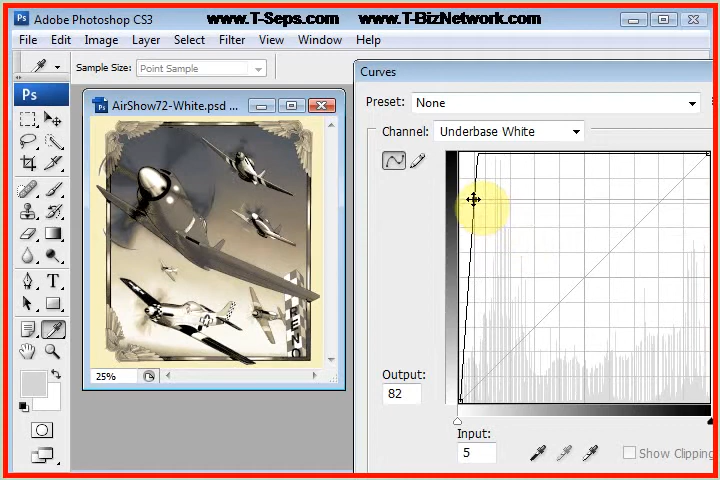 Adobe Photoshop CS3
www.T-Seps.com www.T-BizNetwork.com
File Edit Image Layer Select Filter View Window Help
Sample Size: Point Sample
Curves
Ps
AirShow72-White.psd ...
Preset: None
Channel: Underbase White
RENO
Output:
82
25%
Input:
5
Show Clipping